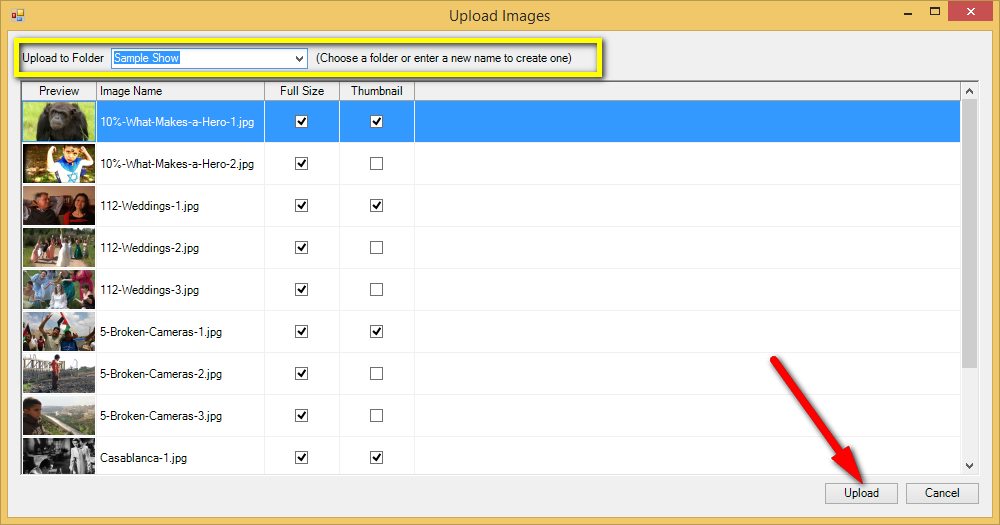 Upload Images
Upload to Folder Sample Show (Choose a folder or enter a new name to create one)
Preview Image Name Full Size Thumbnail
10%-What-Makes-a-Hero-1.jpg
10%-What-Makes-a-Hero-2.jpg
112-Weddings-1.jpg
112-Weddings-2.jpg
112-Weddings-3.jpg
5-Broken-Cameras-1.jpg
5-Broken-Cameras-2.jpg
5-Broken-Cameras-3.jpg
Casablanca-1.jpg
Upload Cancel